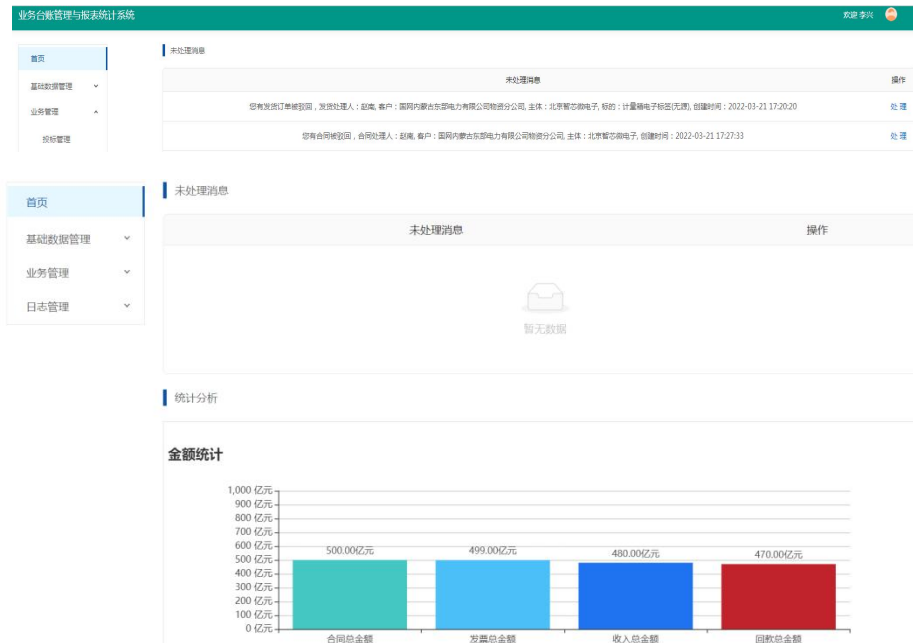 业务台账管理与报表统计系统
欢迎 李兴
首页
基础数据管理
业务管理
投标管理
未处理消息
未处理消息 操作
您有发货订单被驳回，发货处理人：赵南, 客户：国网内蒙古东部电力有限公司物资分公司, 主体：北京智芯微电子, 标的：计量箱电子标签(无源), 创建时间：2022-03-21 17:20:20 处 理
您有合同被驳回，合同处理人：赵南, 客户：国网内蒙古东部电力有限公司物资分公司, 主体：北京智芯微电子, 创建时间：2022-03-21 17:27:33 处 理
首页
基础数据管理
业务管理
日志管理
未处理消息
未处理消息 操作
暂无数据
统计分析
金额统计
1,000 亿元
900 亿元
800 亿元
700 亿元
600 亿元
500 亿元
400 亿元
300 亿元
200 亿元
100 亿元
0 亿元
500.00亿元 499.00亿元 480.00亿元 470.00亿元
合同总金额 发票总金额 收入总金额 回款总金额